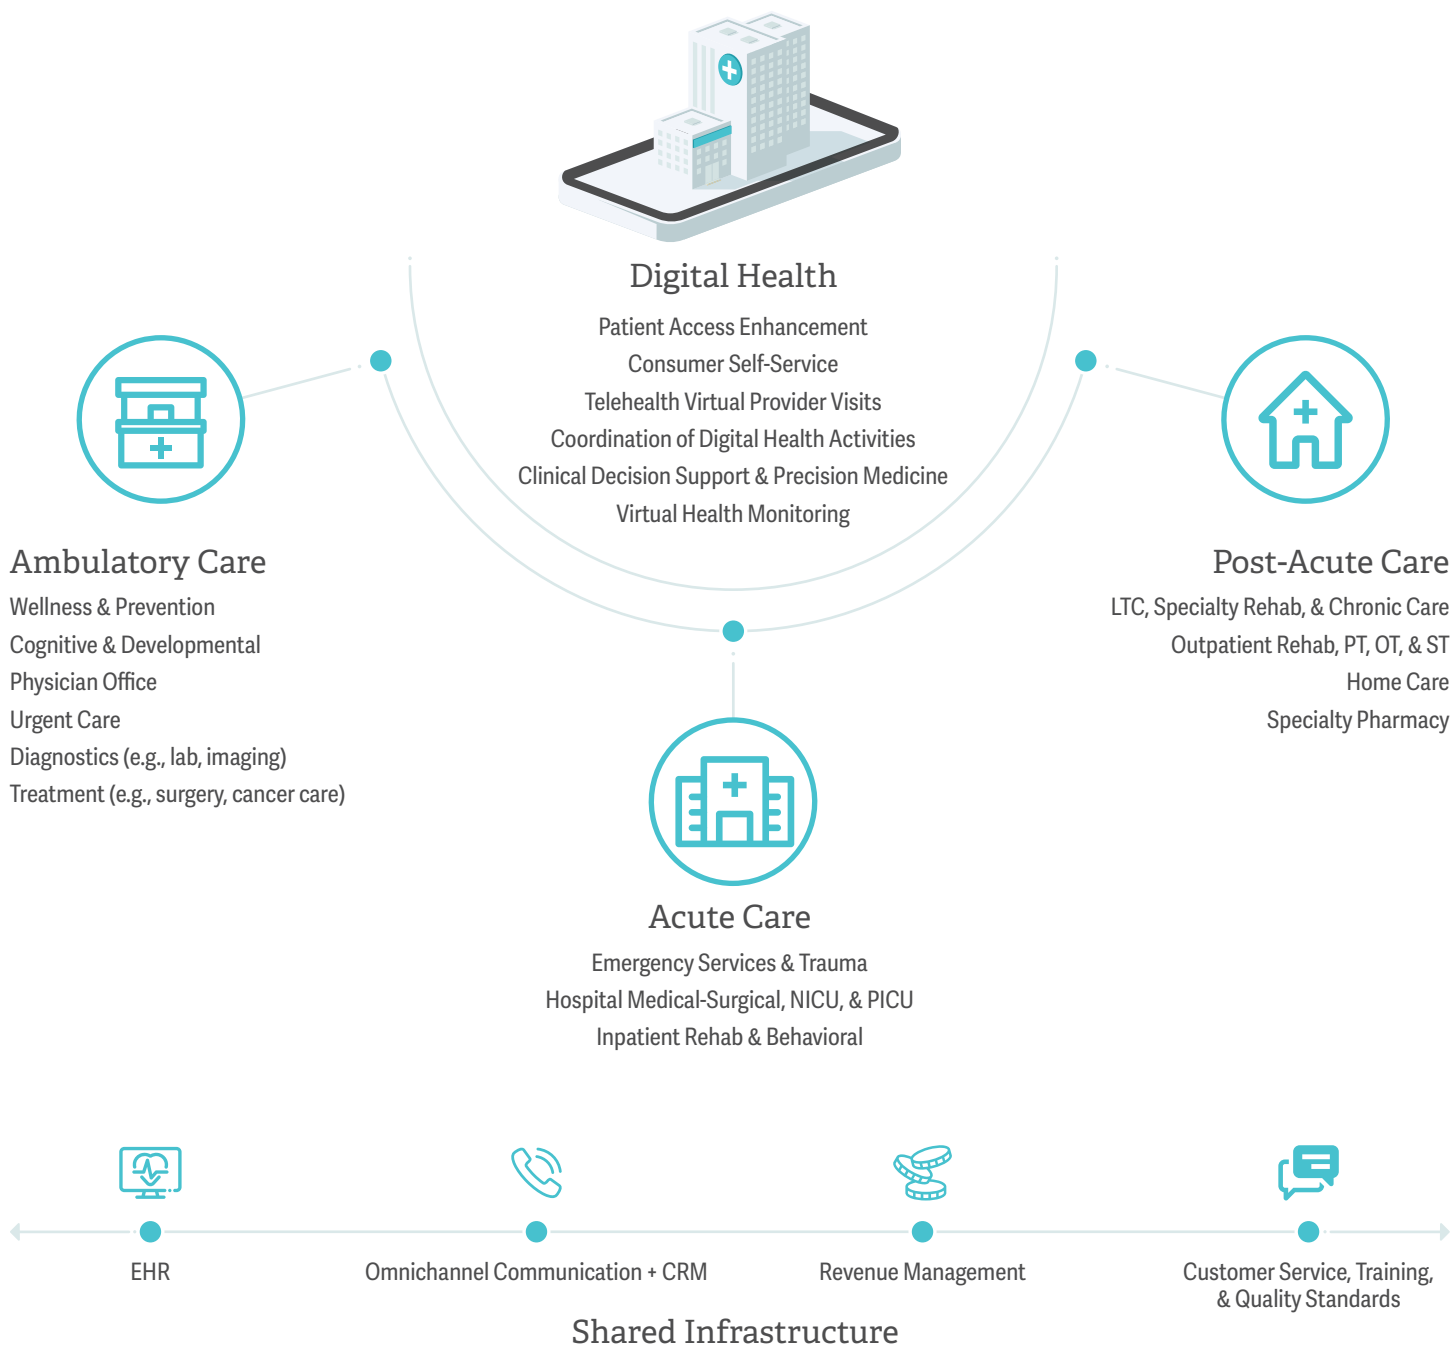 Digital Health
Patient Access Enhancement
Consumer Self-Service
Telehealth Virtual Provider Visits
Coordination of Digital Health Activities
Clinical Decision Support & Precision Medicine
Virtual Health Monitoring
Ambulatory Care
Wellness & Prevention
Cognitive & Developmental
Physician Office
Urgent Care
Diagnostics (e.g., lab, imaging)
Treatment (e.g., surgery, cancer care)
Post-Acute Care
LTC, Specialty Rehab, & Chronic Care
Outpatient Rehab, PT, OT, & ST
Home Care
Specialty Pharmacy
Acute Care
Emergency Services & Trauma
Hospital Medical-Surgical, NICU, & PICU
Inpatient Rehab & Behavioral
EHR
Omnichannel Communication + CRM
Revenue Management
Customer Service, Training,
& Quality Standards
Shared Infrastructure